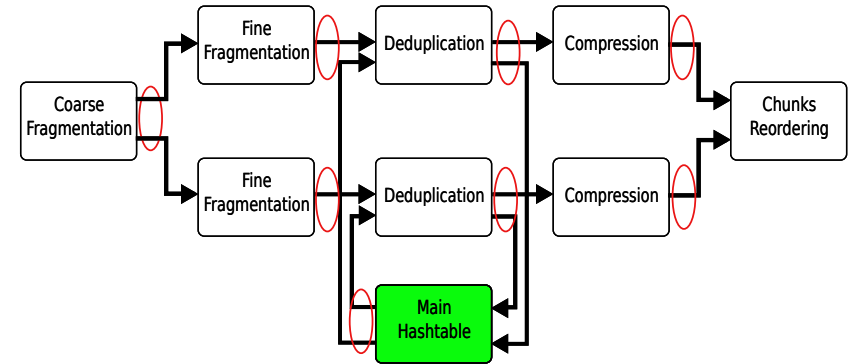 Fine
Fragmentation
Deduplication
Compression
Coarse
Fragmentation
Chunks
Reordering
Fine
Fragmentation
Deduplication
Compression
Main
Hashtable